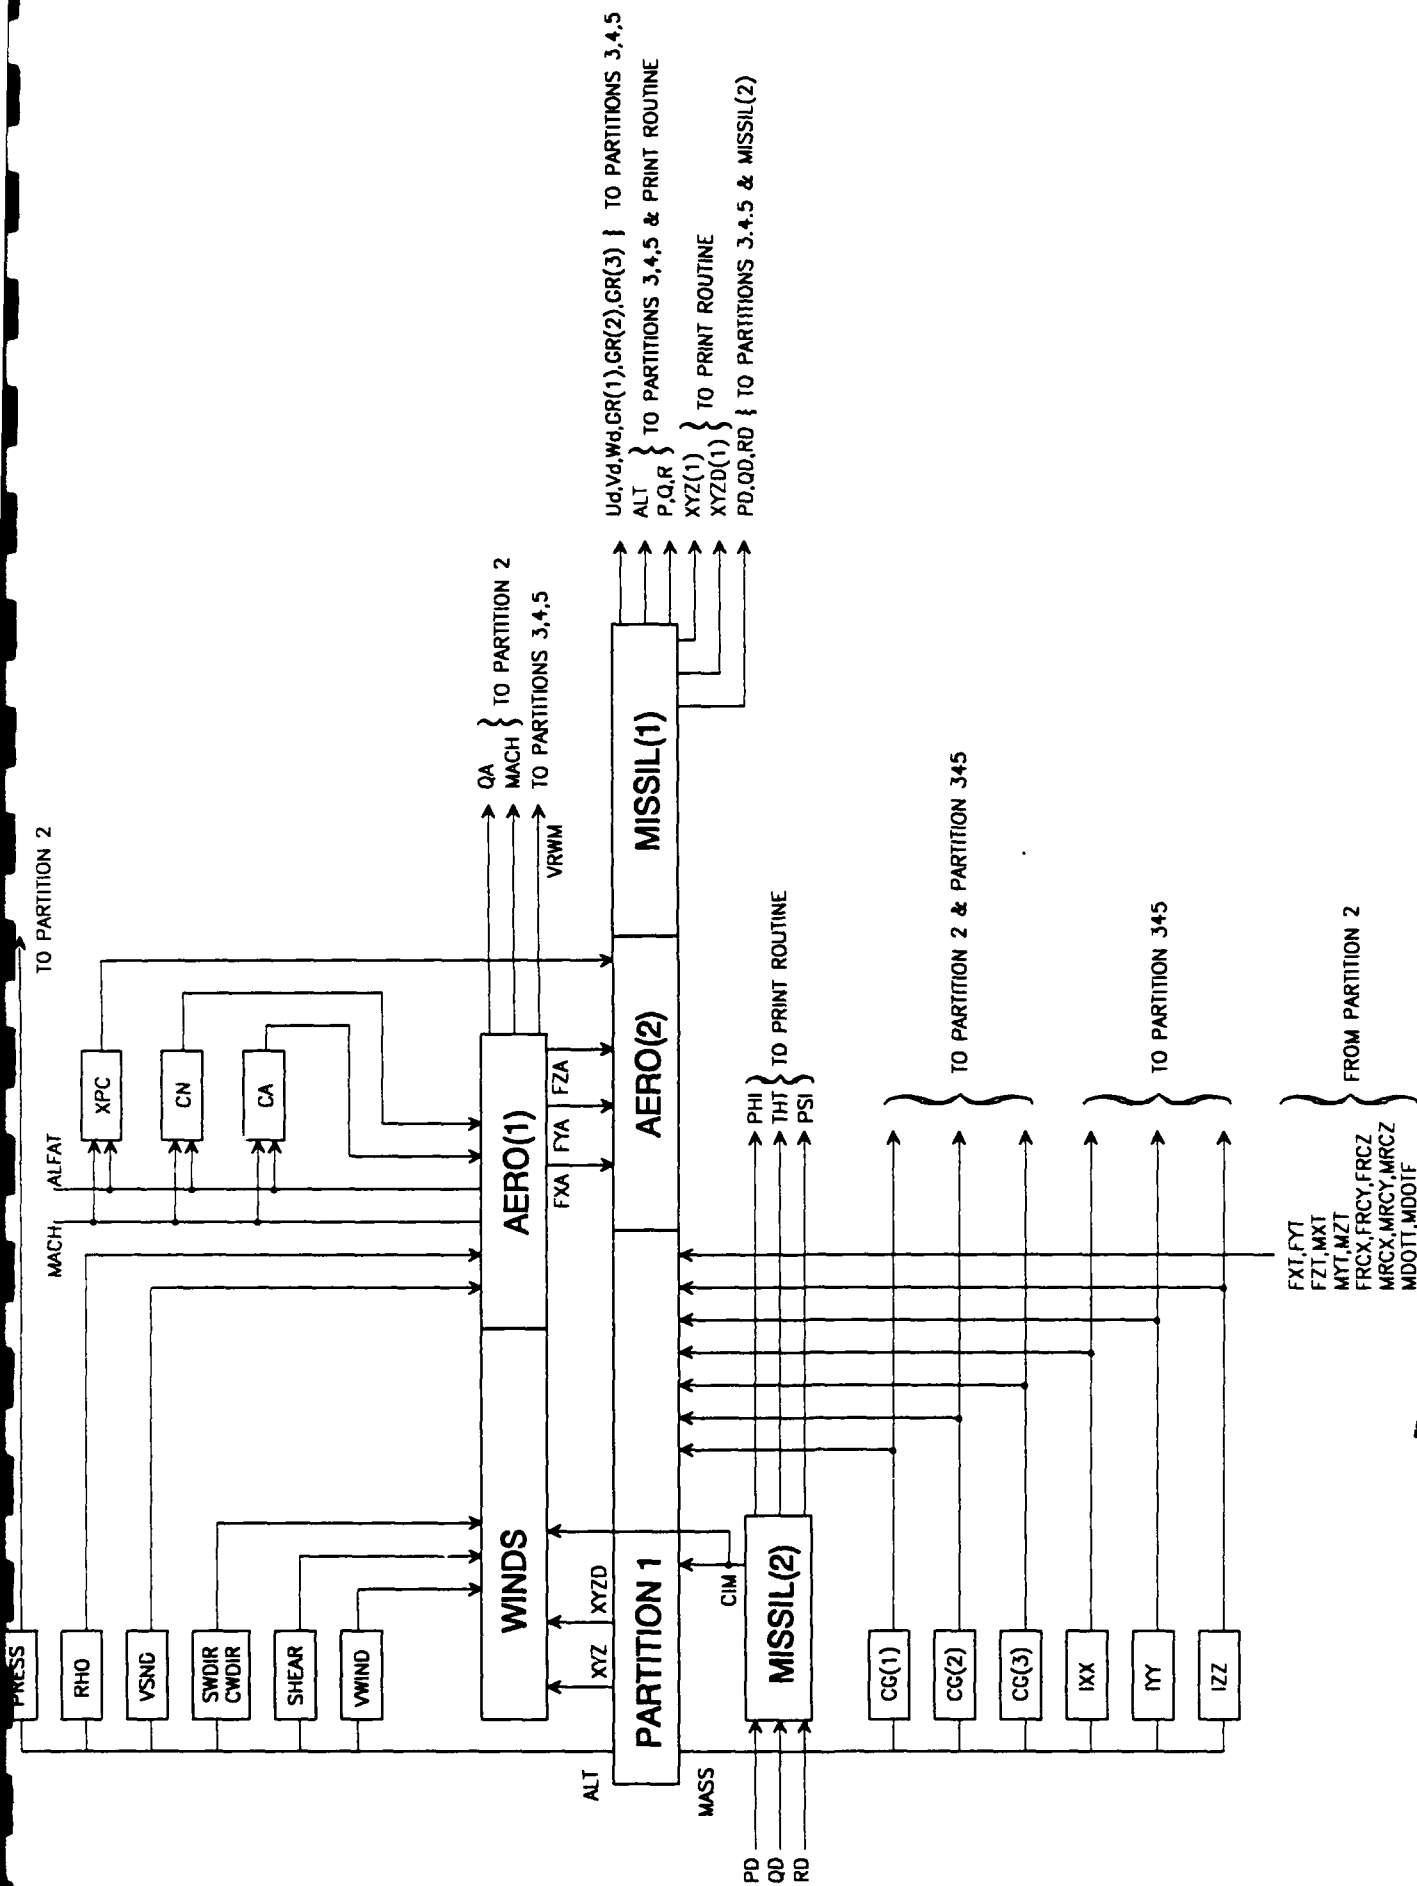 PRESS
TO PARTITION 2
RHO
VSND
SWDIR
CWDIR
SHEAR
VWIND
MACH
ALFAT
XPC
CN
CA
WINDS
AERO(1)
QA
MACH } TO PARTITION 2
TO PARTITIONS 3,4,5
VRWM
XYZ
XYZD
FXA
FYA
FZA
ALT
PARTITION 1
AERO(2)
MISSIL(1)
Ud,Vd,Wd,GR(1),GR(2),GR(3) } TO PARTITIONS 3,4,5
ALT
P,Q,R } TO PARTITIONS 3,4,5 & PRINT ROUTINE
XYZ(1)
XYZD(1) } TO PRINT ROUTINE
PD,QD,RD } TO PARTITIONS 3.4.5 & MISSIL(2)
MASS
CIM
PD
QD
RD
MISSIL(2)
PHI
THT
PSI
TO PRINT ROUTINE
CG(1)
CG(2)
CG(3)
TO PARTITION 2 & PARTITION 345
IXX
IYY
IZZ
TO PARTITION 345
FXT,FYT
FZT,MXT
MYT,MZT
FRCX,FRCY,FRCZ
MRCX,MRCY,MRCZ
MDOTT,MDOTF
FROM PARTITION 2